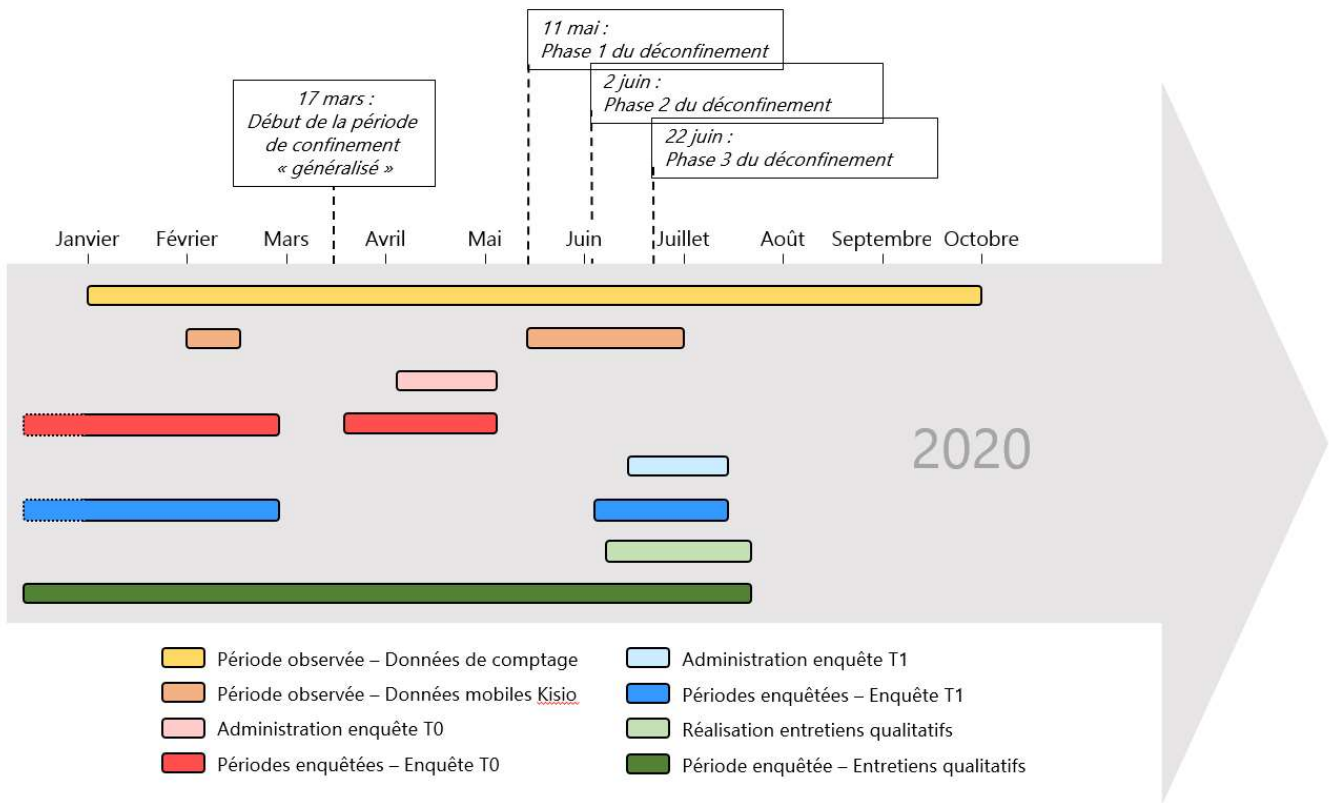 11 mai :
Phase 1 du déconfinement
2 juin :
Phase 2 du déconfinement
17 mars :
Début de la période
de confinement
« généralisé »
22 juin :
Phase 3 du déconfinement
Janvier Février Mars Avril Mai Juin Juillet Août Septembre Octobre
2020
Période observée – Données de comptage
Période observée – Données mobiles Kisio
Administration enquête T0
Périodes enquêtées – Enquête T0
Administration enquête T1
Périodes enquêtées – Enquête T1
Réalisation entretiens qualitatifs
Période enquêtée – Entretiens qualitatifs